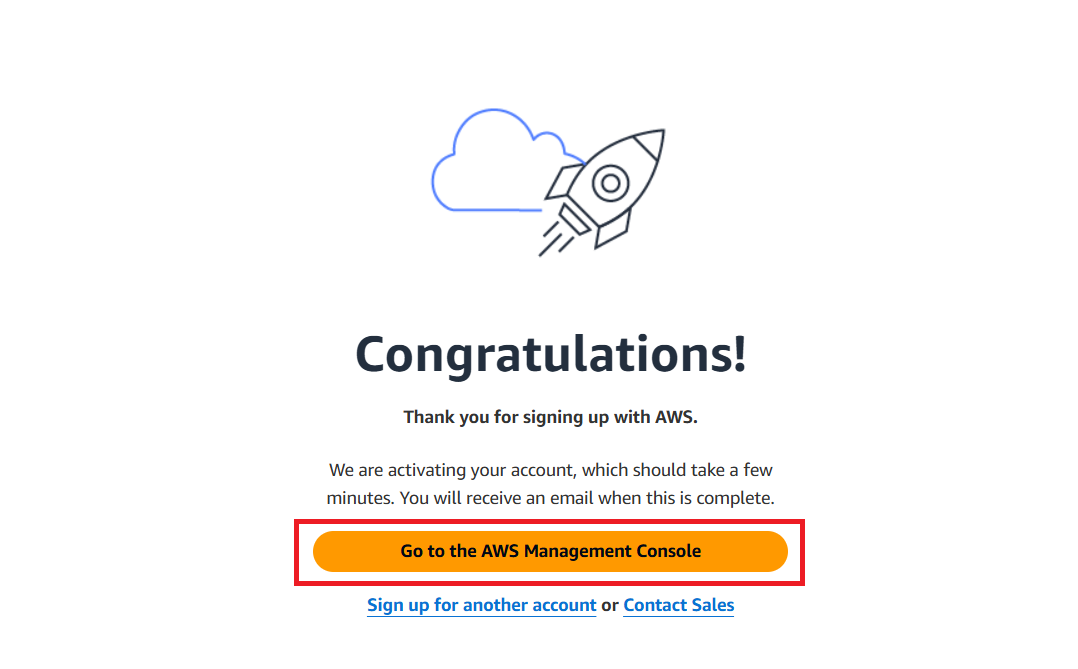 Congratulations!
Thank you for signing up with AWS.
We are activating your account, which should take a few
minutes. You will receive an email when this is complete.
Go to the AWS Management Console
Sign up for another account or Contact Sales